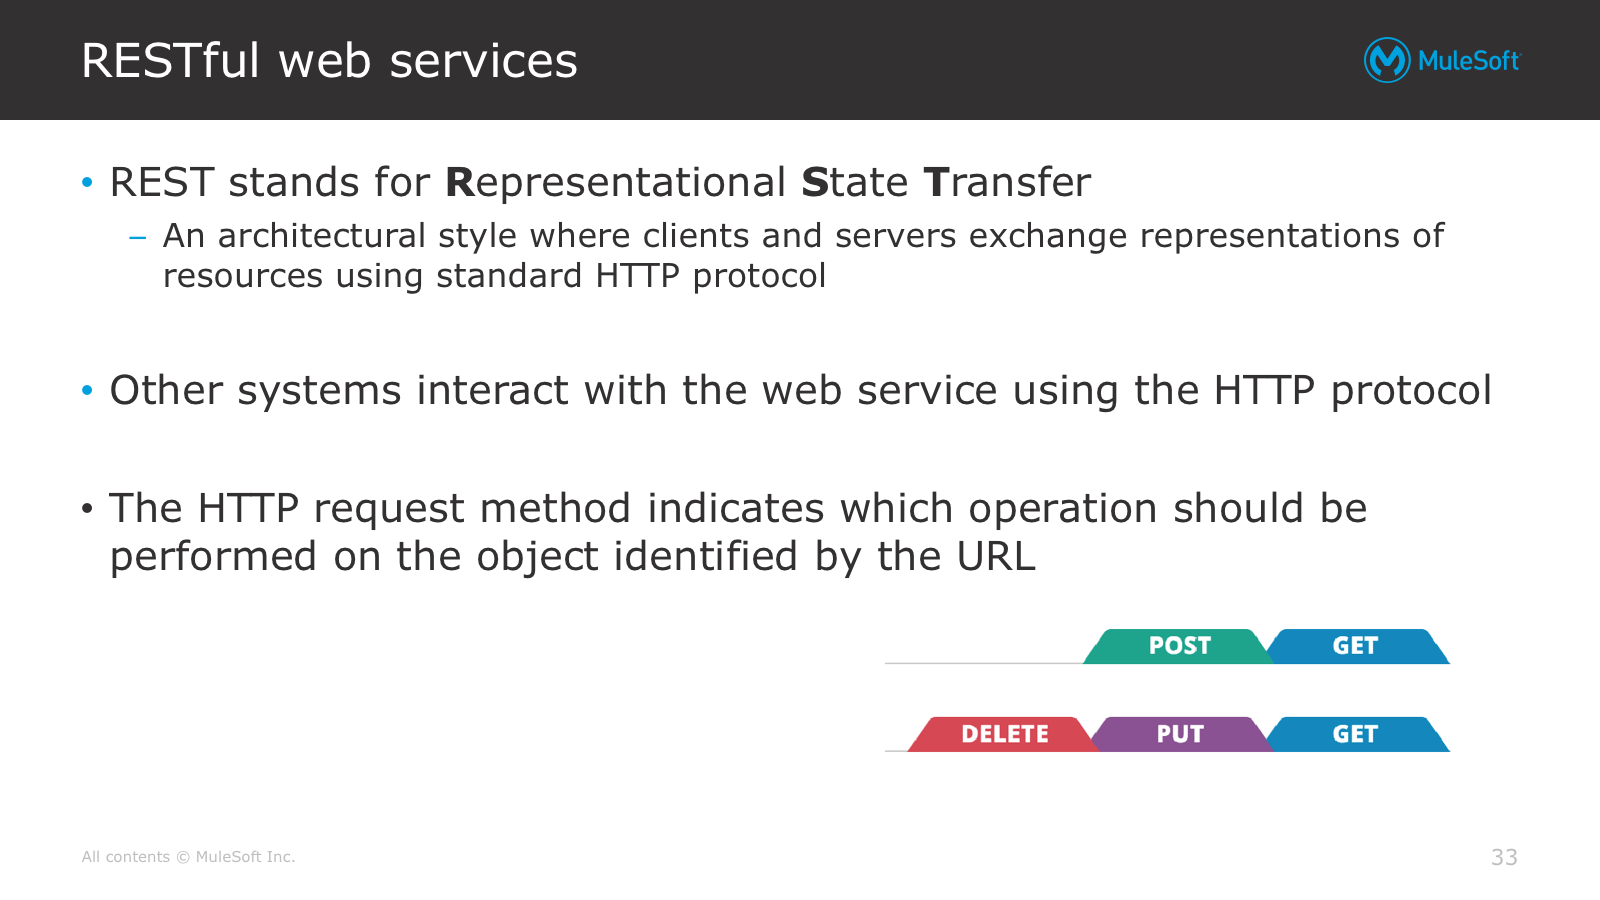 RESTful web services
MuleSoft
• REST stands for Representational State Transfer
– An architectural style where clients and servers exchange representations of
resources using standard HTTP protocol
• Other systems interact with the web service using the HTTP protocol
• The HTTP request method indicates which operation should be
performed on the object identified by the URL
POST GET
DELETE PUT GET
All contents © MuleSoft Inc.
33